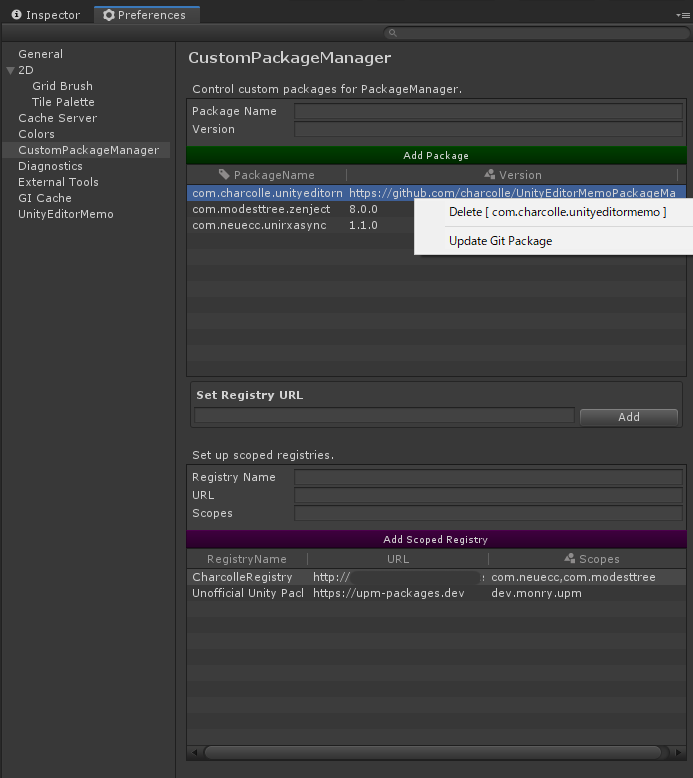 Inspector Preferences
General
2D
Grid Brush
Tile Palette
Cache Server
Colors
CustomPackageManager
Diagnostics
External Tools
GI Cache
UnityEditorMemo
CustomPackageManager
Control custom packages for PackageManager.
Package Name
Version
Add Package
PackageName Version
com.charcolle.unityeditorn https://github.com/charcolle/UnityEditorMemoPackageMa
com.modesttree.zenject 8.0.0
com.neuecc.unirxasync 1.1.0
Delete [ com.charcolle.unityeditormemo ]
Update Git Package
Set Registry URL
Add
Set up scoped registries.
Registry Name
URL
Scopes
Add Scoped Registry
RegistryName URL Scopes
CharcolleRegistry http:// com.neuecc,com.modesttree
Unofficial Unity Pacl https://upm-packages.dev dev.monry.upm